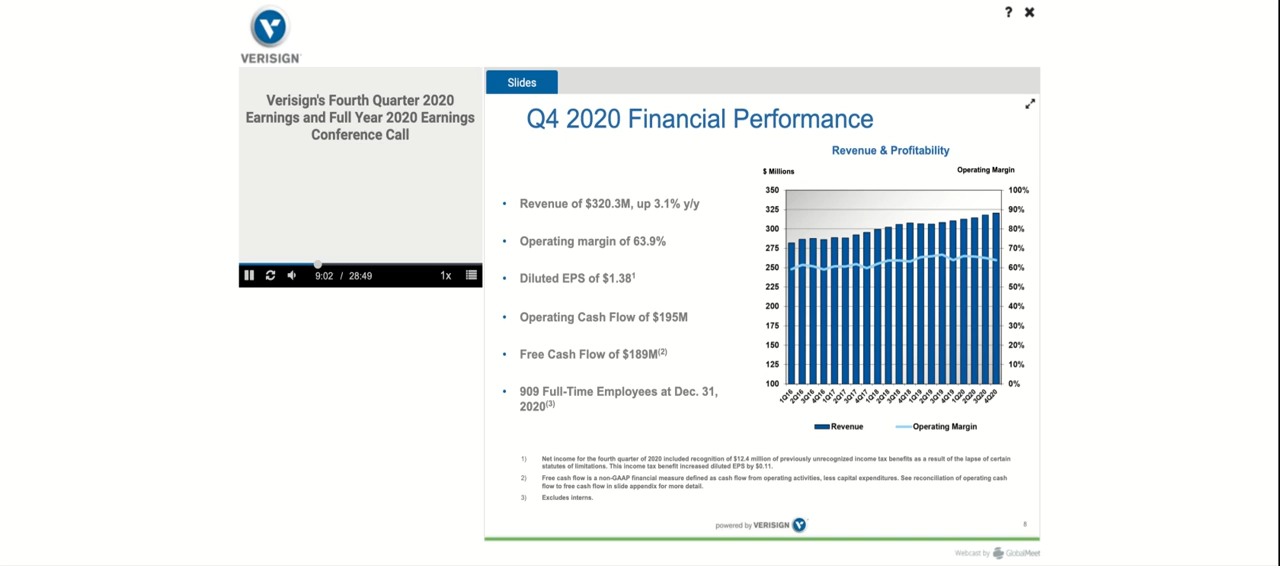 ? ✖
VERISIGN
Verisign's Fourth Quarter 2020
Earnings and Full Year 2020 Earnings
Conference Call
9:02 / 28:49
1x
Slides
Q4 2020 Financial Performance
• Revenue of $320.3M, up 3.1% y/y
• Operating margin of 63.9%
• Diluted EPS of $1.38¹
• Operating Cash Flow of $195M
• Free Cash Flow of $189M⁽²⁾
• 909 Full-Time Employees at Dec. 31,
2020⁽³⁾
Revenue & Profitability
$ Millions
Operating Margin
350 100%
325 90%
300 80%
275 70%
250 60%
225 50%
200 40%
175 30%
150 20%
125 10%
100 0%
1Q16 2Q16 3Q16 4Q16 1Q17 2Q17 3Q17 4Q17 1Q18 2Q18 3Q18 4Q18 1Q19 2Q19 3Q19 4Q19 1Q20 2Q20 3Q20 4Q20
Revenue Operating Margin
1) Net income for the fourth quarter of 2020 included recognition of $12.4 million of previously unrecognized income tax benefits as a result of the lapse of certain
statutes of limitations. This income tax benefit increased diluted EPS by $0.11.
2) Free cash flow is a non-GAAP financial measure defined as cash flow from operating activities, less capital expenditures. See reconciliation of operating cash
flow to free cash flow in slide appendix for more detail.
3) Excludes interns.
powered by VERISIGN
8
Webcast by GlobalMeet